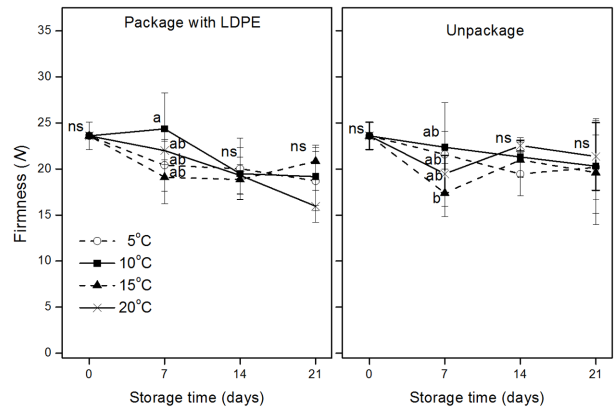 Package with LDPE
Unpackage
Firmness (N)
35
30
25
20
15
10
5
0
ns
a
ab
ab
ab
ns
ns
ns
ab
ab
ab
b
ns
ns
5°C
10°C
15°C
20°C
0 7 14 21
0 7 14 21
Storage time (days)
Storage time (days)